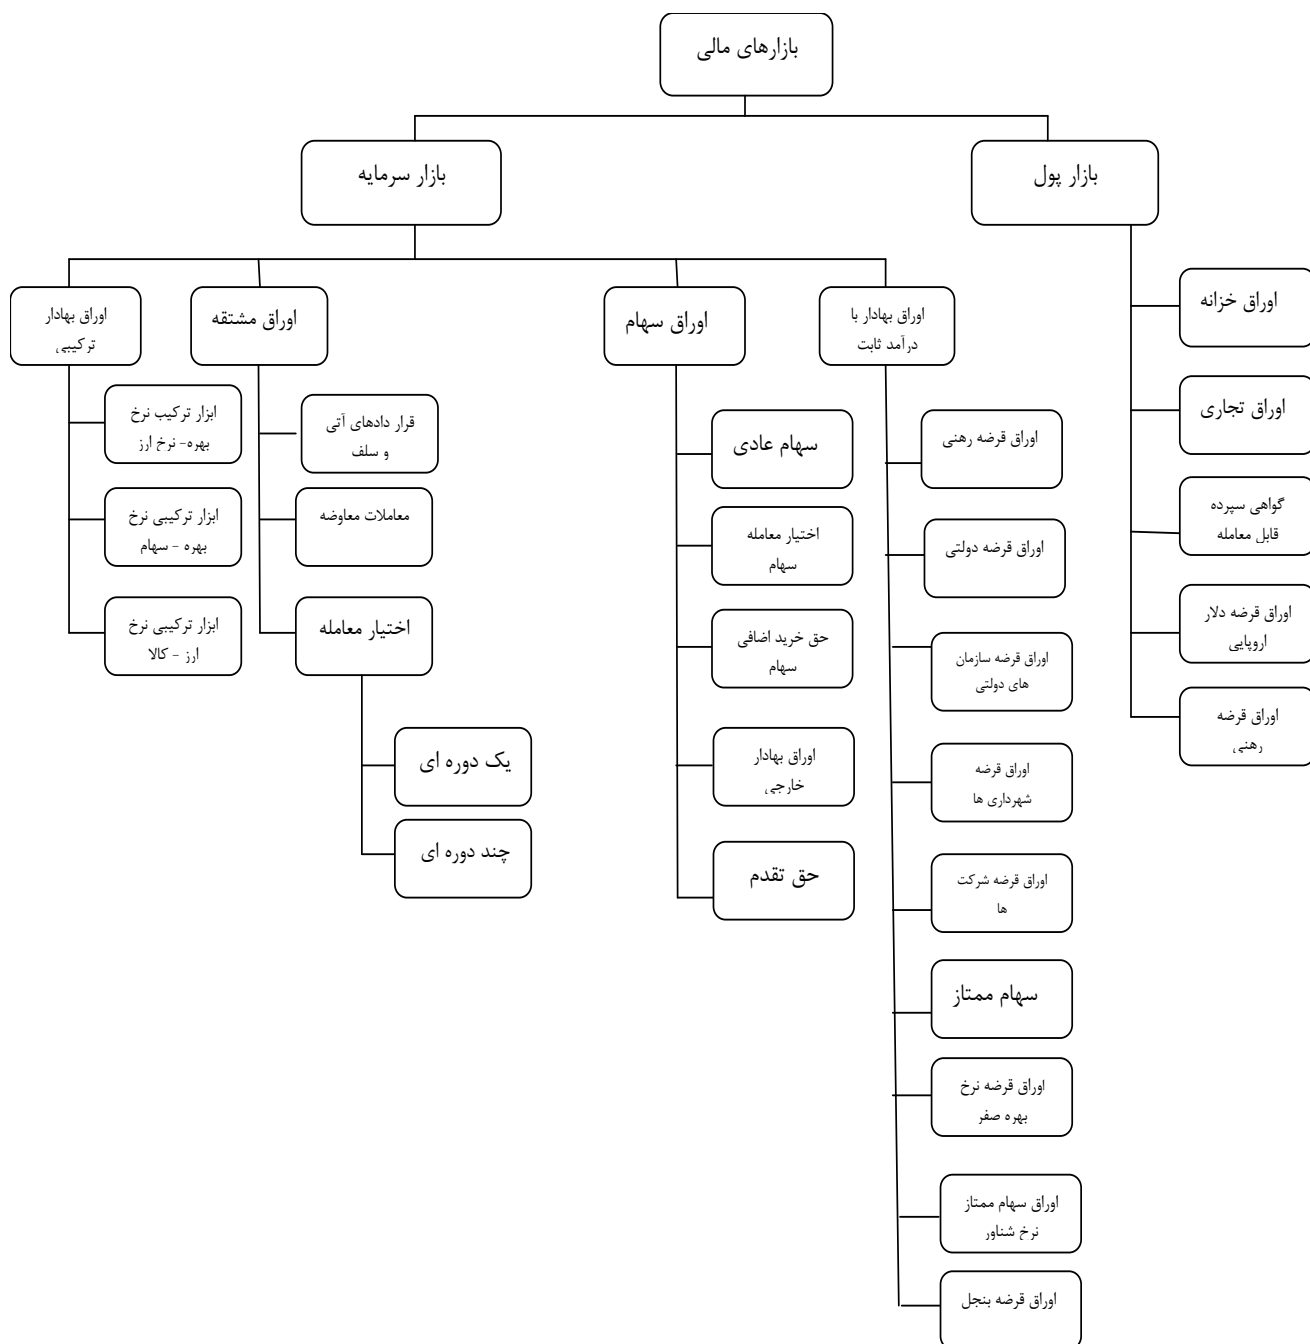 بازارهای مالی
بازار پول
بازار سرمایه
اوراق خزانه
اوراق تجاری
گواهی سپرده
قابل معامله
اوراق قرضه دلار
اروپایی
اوراق قرضه
رهنی
اوراق بهادار با
درآمد ثابت
اوراق قرضه رهنی
اوراق قرضه دولتی
اوراق قرضه سازمان
های دولتی
اوراق قرضه
شهرداری ها
اوراق قرضه شرکت
ها
سهام ممتاز
اوراق قرضه نرخ
بهره صفر
اوراق سهام ممتاز
نرخ شناور
اوراق قرضه بنجل
اوراق سهام
سهام عادی
اختیار معامله
سهام
حق خرید اضافی
سهام
اوراق بهادار
خارجی
حق تقدم
اوراق مشتقه
قرار دادهای آتی
و سلف
معاملات معاوضه
اختیار معامله
یک دوره ای
چند دوره ای
اوراق بهادار
ترکیبی
ابزار ترکیب نرخ
بهره- نرخ ارز
ابزار ترکیبی نرخ
بهره - سهام
ابزار ترکیبی نرخ
ارز - کالا